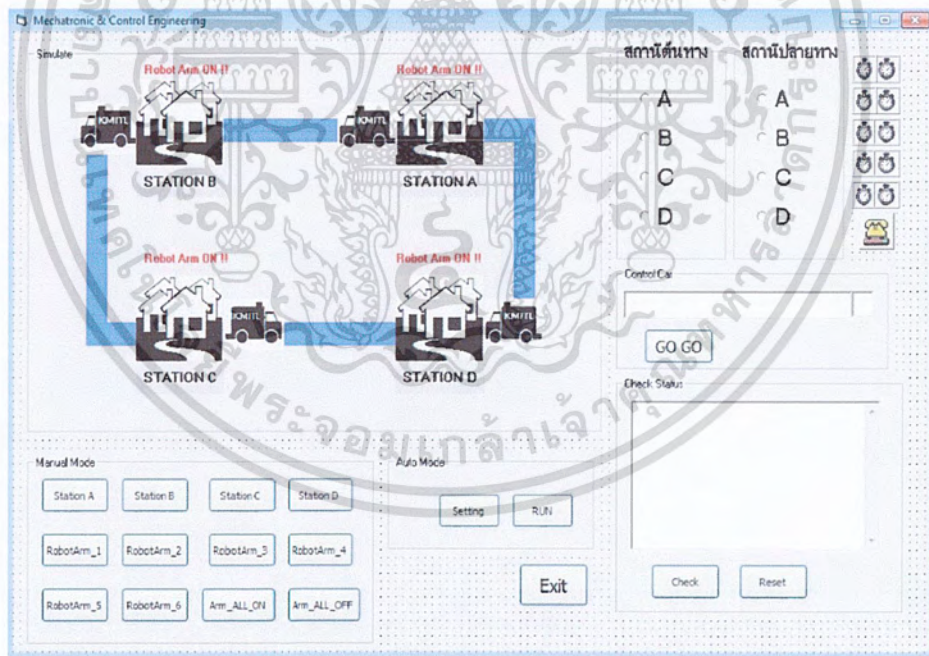 Mechatronic & Control Engineering
Simulate
Robot Arm ON !!
Robot Arm ON !!
KMITL
KMITL
STATION B
STATION A
Robot Arm ON !!
Robot Arm ON !!
KMITL
KMITL
STATION C
STATION D
สถานีต้นทาง
สถานีปลายทาง
A
A
B
B
C
C
D
D
Control Car
GO GO
Check Status
Check
Reset
Manual Mode
Station A
Station B
Station C
Station D
RobotArm_1
RobotArm_2
RobotArm_3
RobotArm_4
RobotArm_5
RobotArm_6
Arm_ALL_ON
Arm_ALL_OFF
Auto Mode
Setting
RUN
Exit